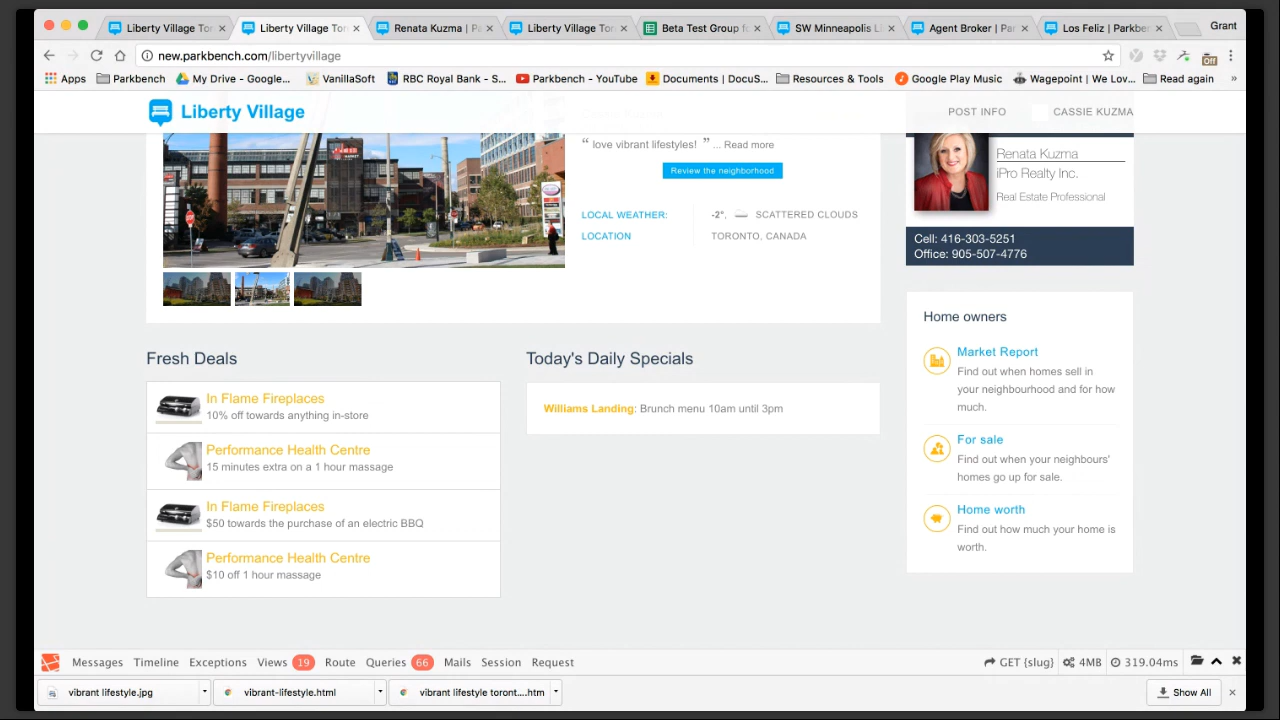 Liberty Village Tor
Liberty Village Tor
Renata Kuzma | Pa
Liberty Village Tor
Beta Test Group fo
SW Minneapolis Li
Agent Broker | Par
Los Feliz | Parkben
Grant
new.parkbench.com/libertyvillage
Off
Apps
Parkbench
My Drive - Google...
VanillaSoft
RBC Royal Bank - S...
Parkbench - YouTube
Documents | DocuS...
Resources & Tools
Google Play Music
Wagepoint | We Lov...
Read again
»
Liberty Village
POST INFO
CASSIE KUZMA
“ love vibrant lifestyles! ” ... Read more
Review the neighborhood
LOCAL WEATHER: -2°, SCATTERED CLOUDS
LOCATION TORONTO, CANADA
Renata Kuzma
iPro Realty Inc.
Real Estate Professional
Cell: 416-303-5251
Office: 905-507-4776
Fresh Deals
In Flame Fireplaces
10% off towards anything in-store
Performance Health Centre
15 minutes extra on a 1 hour massage
In Flame Fireplaces
$50 towards the purchase of an electric BBQ
Performance Health Centre
$10 off 1 hour massage
Today's Daily Specials
Williams Landing: Brunch menu 10am until 3pm
Home owners
Market Report
Find out when homes sell in
your neighbourhood and for how
much.
For sale
Find out when your neighbours'
homes go up for sale.
Home worth
Find out how much your home is
worth.
Messages Timeline Exceptions Views 19 Route Queries 66 Mails Session Request
GET {slug} 4MB 319.04ms
vibrant lifestyle.jpg
vibrant-lifestyle.html
vibrant lifestyle toront....htm
Show All